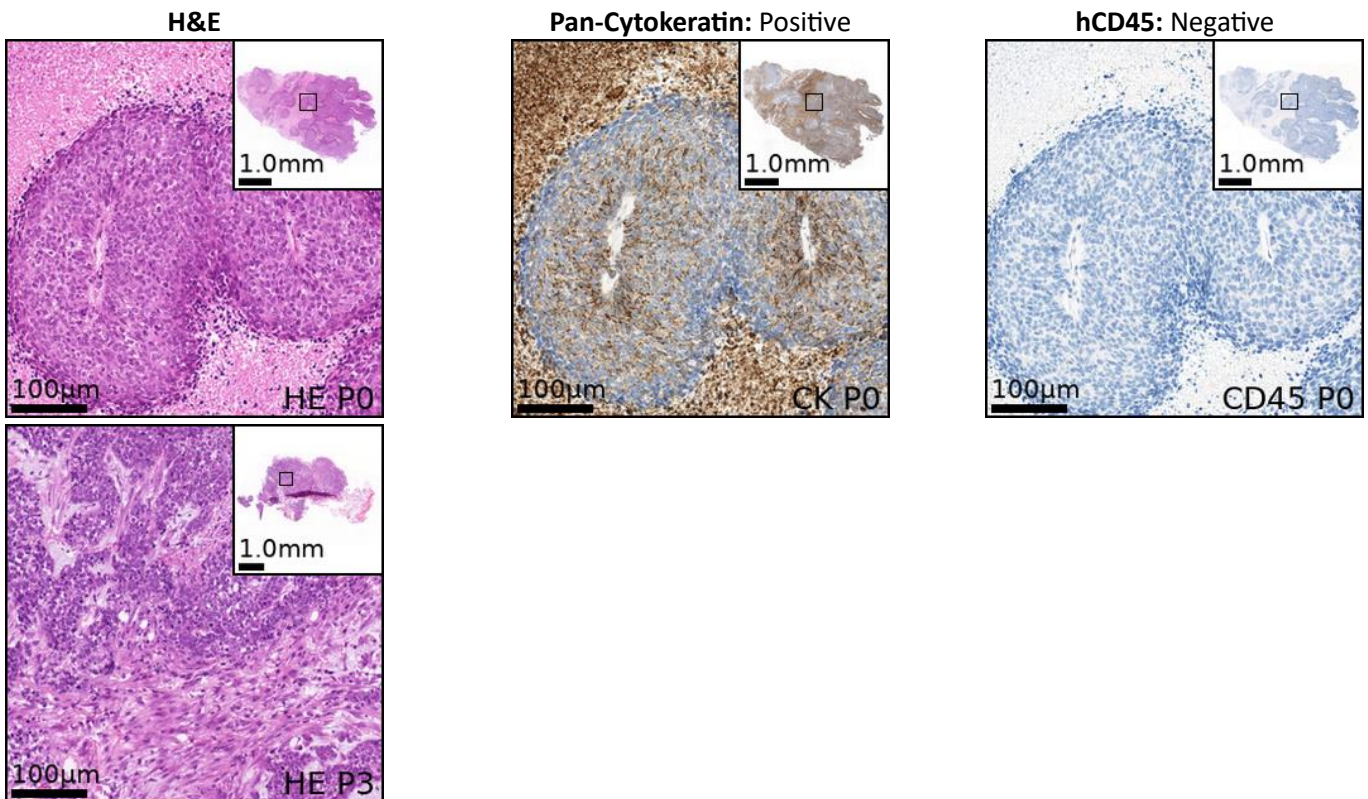 H&E
Pan-Cytokeratin: Positive
hCD45: Negative
1.0mm
100µm
HE P0
1.0mm
100µm
CK P0
1.0mm
100µm
CD45 P0
1.0mm
100µm
HE P3